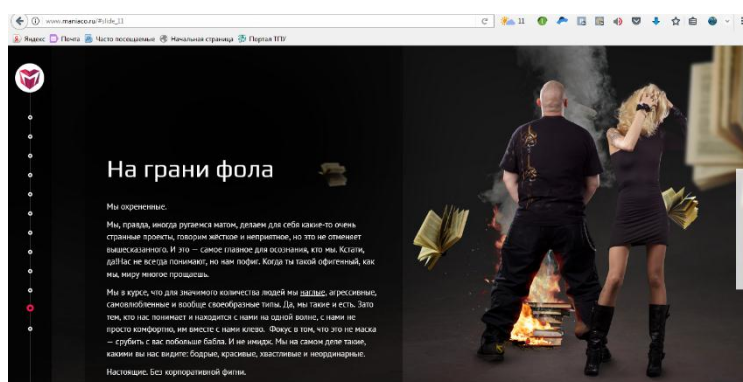 www.maniaco.ru/#slide_11
11
Яндекс Почта Часто посещаемые Начальная страница Портал ТПУ
На грани фола
Мы охрененные.
Мы, правда, иногда ругаемся матом, делаем для себя какие-то очень
странные проекты, говорим жёсткое и неприятное, но это не отменяет
вышесказанного. И это — самое главное для осознания, кто мы. Кстати,
да!Нас не всегда понимают, но нам пофиг. Когда ты такой офигенный, как
мы, миру многое прощаешь.
Мы в курсе, что для значимого количества людей мы наглые, агрессивные,
самовлюбленные и вообще своеобразные типы. Да, мы такие и есть. Зато
тем, кто нас понимает и находится с нами на одной волне, с нами не
просто комфортно, им вместе с нами клево. Фокус в том, что это не маска
— срубить с вас побольше бабла. И не имидж. Мы на самом деле такие,
какими вы нас видите: бодрые, красивые, хвастливые и неординарные.
Настоящие. Без корпоративной фигни.